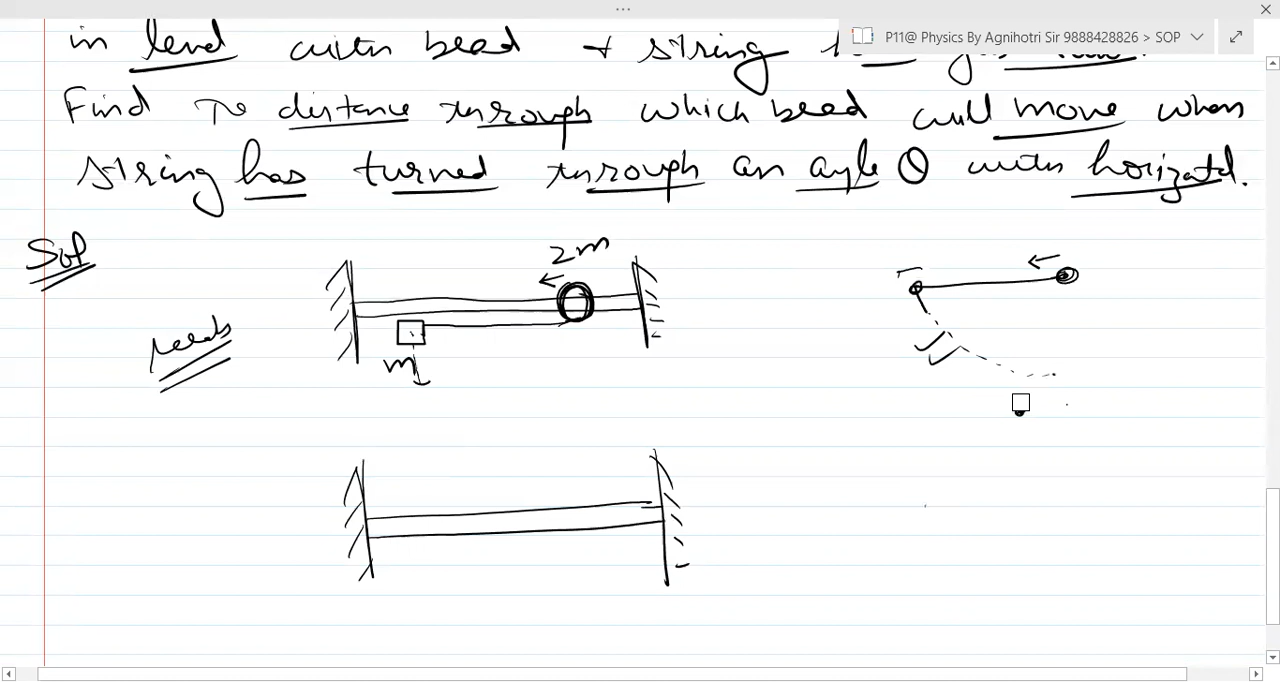 P11@ Physics By Agnihotri Sir 9888428826 > SOP
in level with bead + string
Find distance through which bead will move when
string has turned through an angle θ with horizontal.
Sol
2m
m